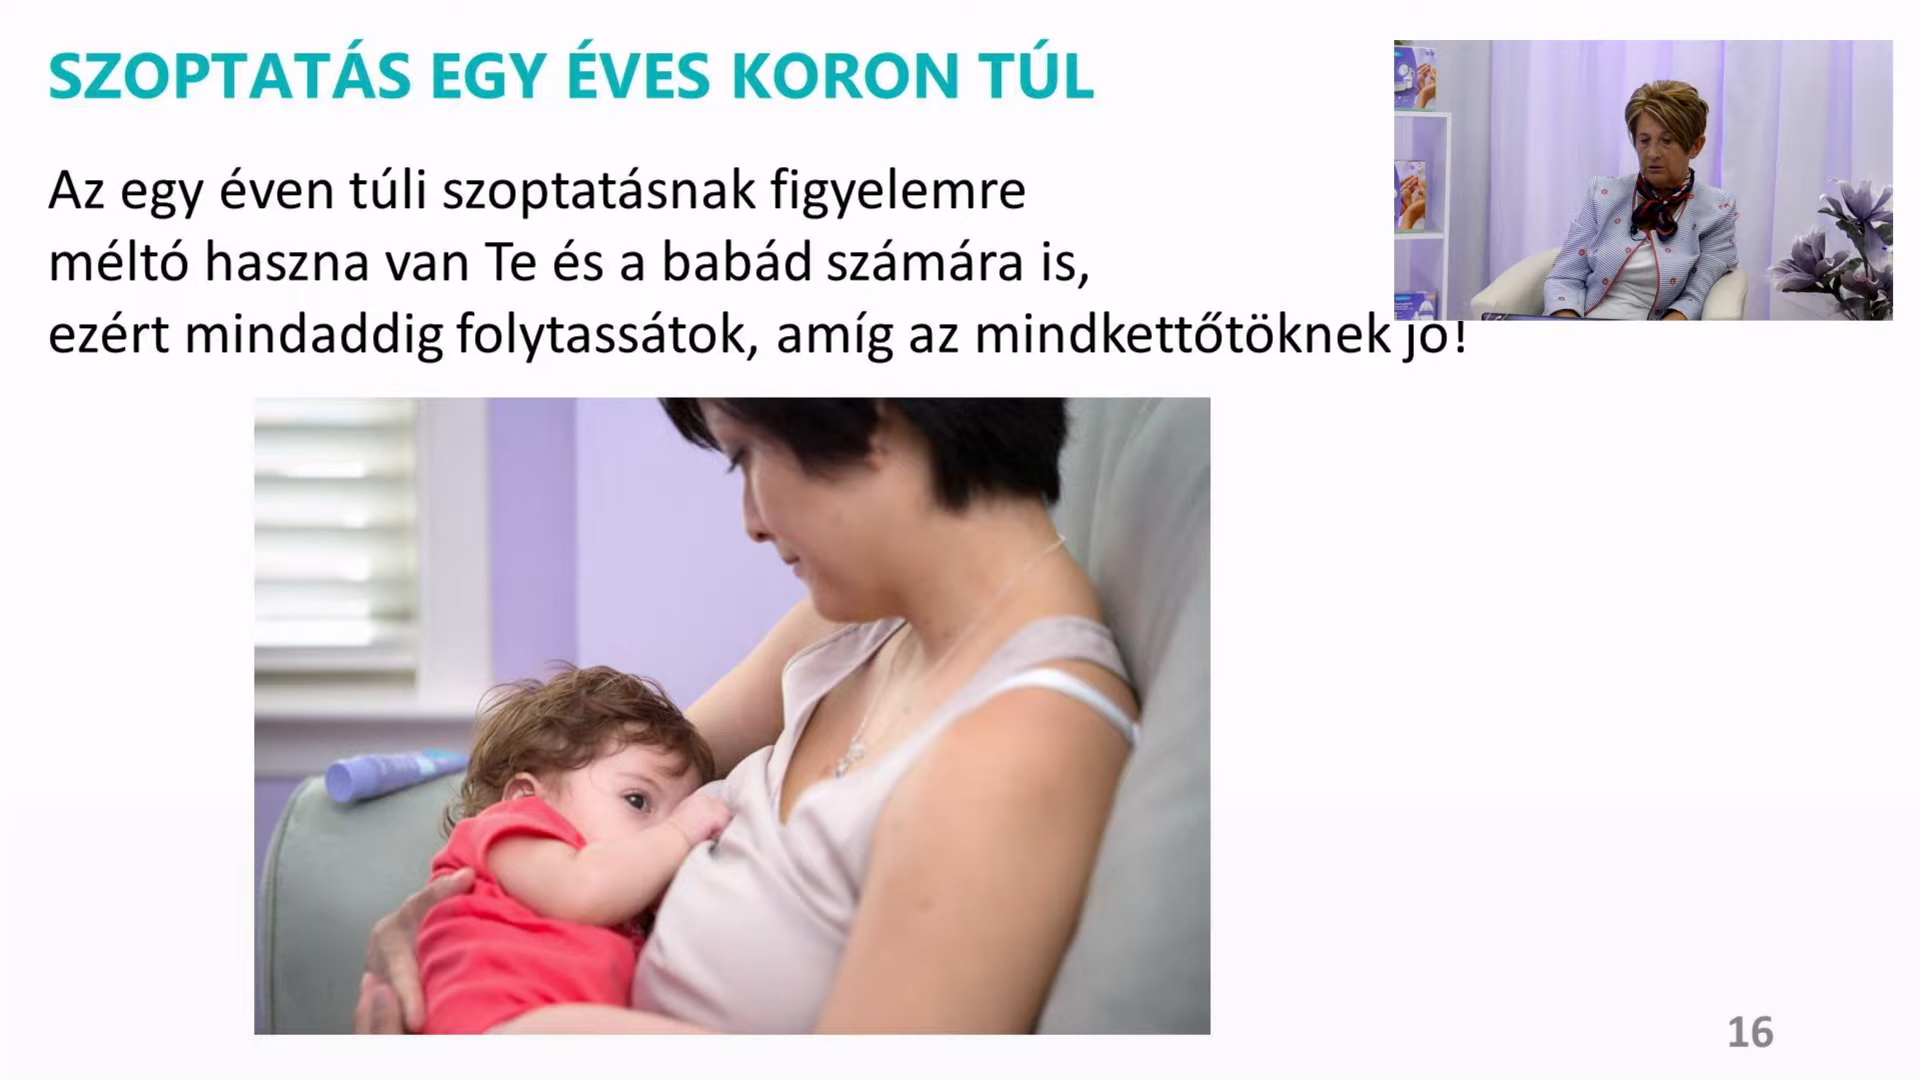 SZOPTATÁS EGY ÉVES KORON TÚL
Az egy éven túli szoptatásnak figyelemre
méltó haszna van Te és a babád számára is,
ezért mindaddig folytassátok, amíg az mindkettőtöknek jó!
16